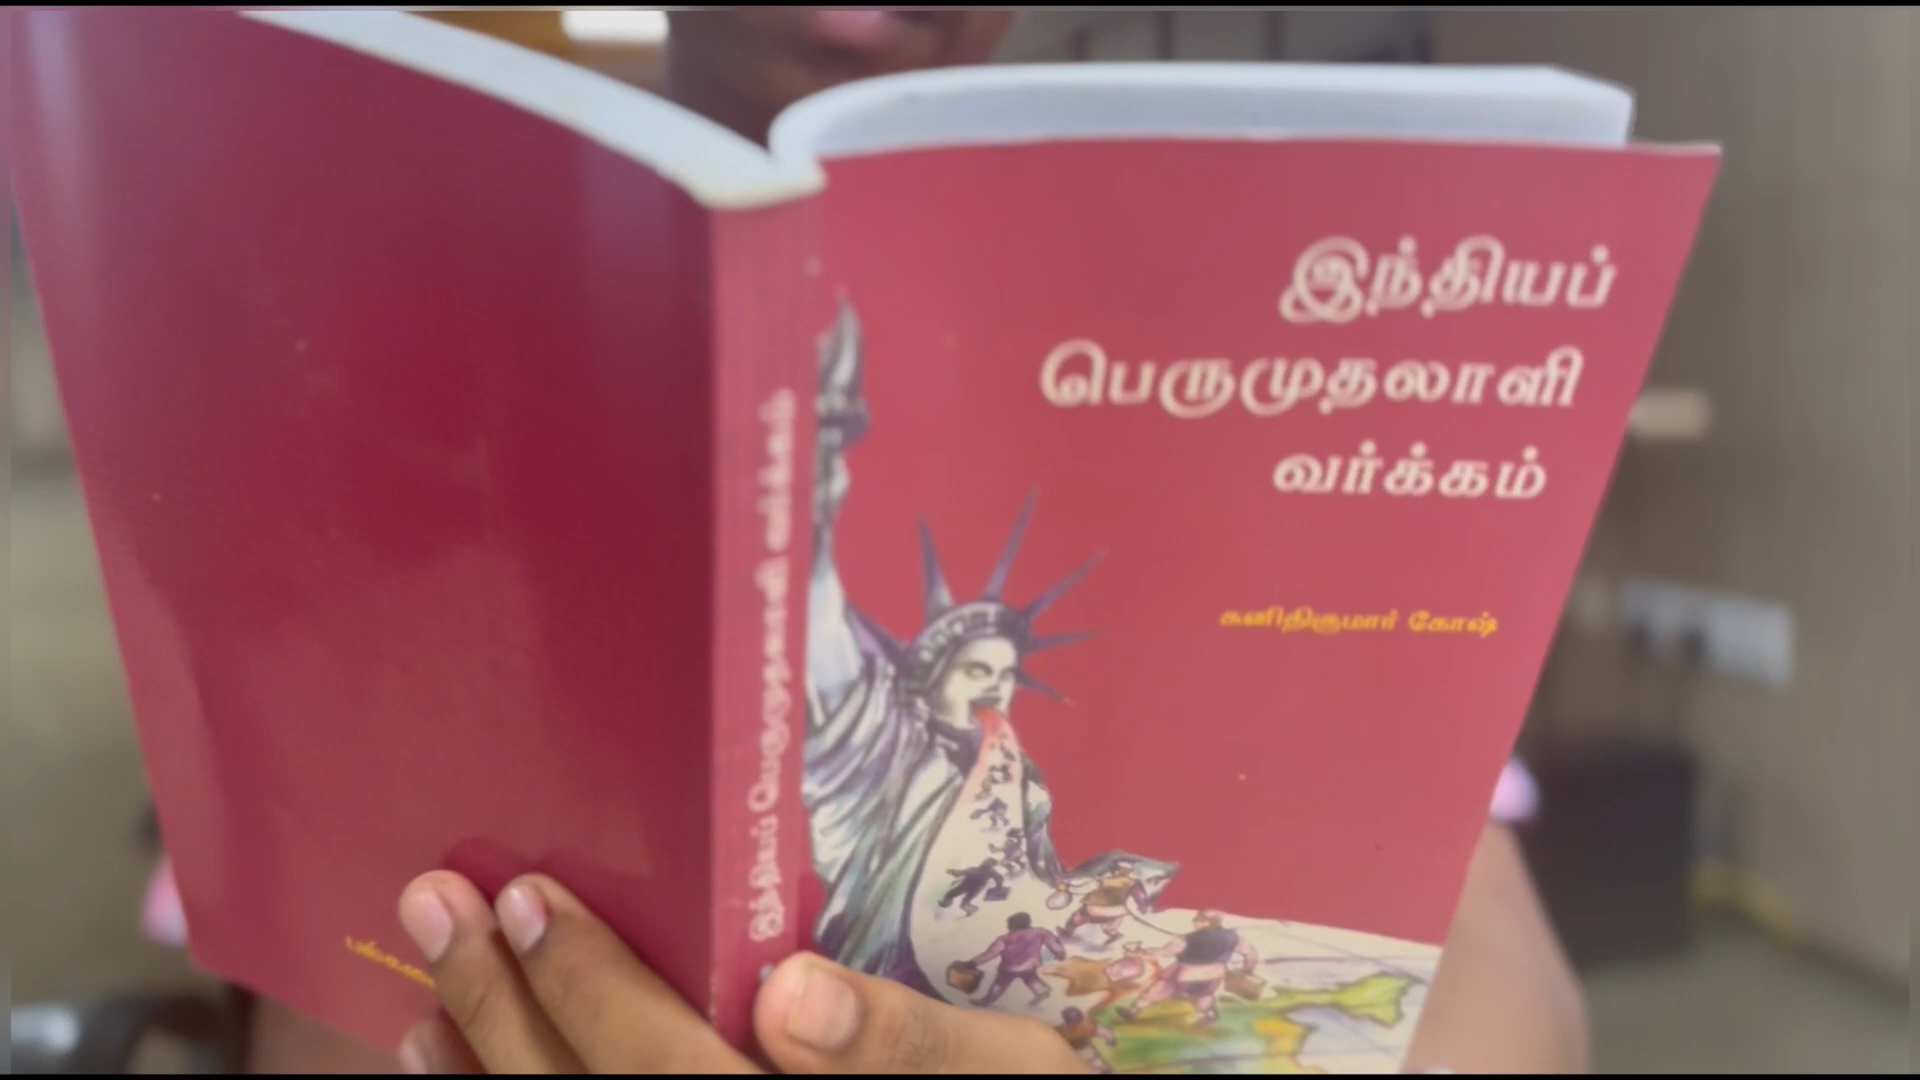 இந்தியப்
பெருமுதலாளி
வர்க்கம்
சுனிதிகுமார் கோஷ்
இந்தியப் பெருமுதலாளி வர்க்கம்